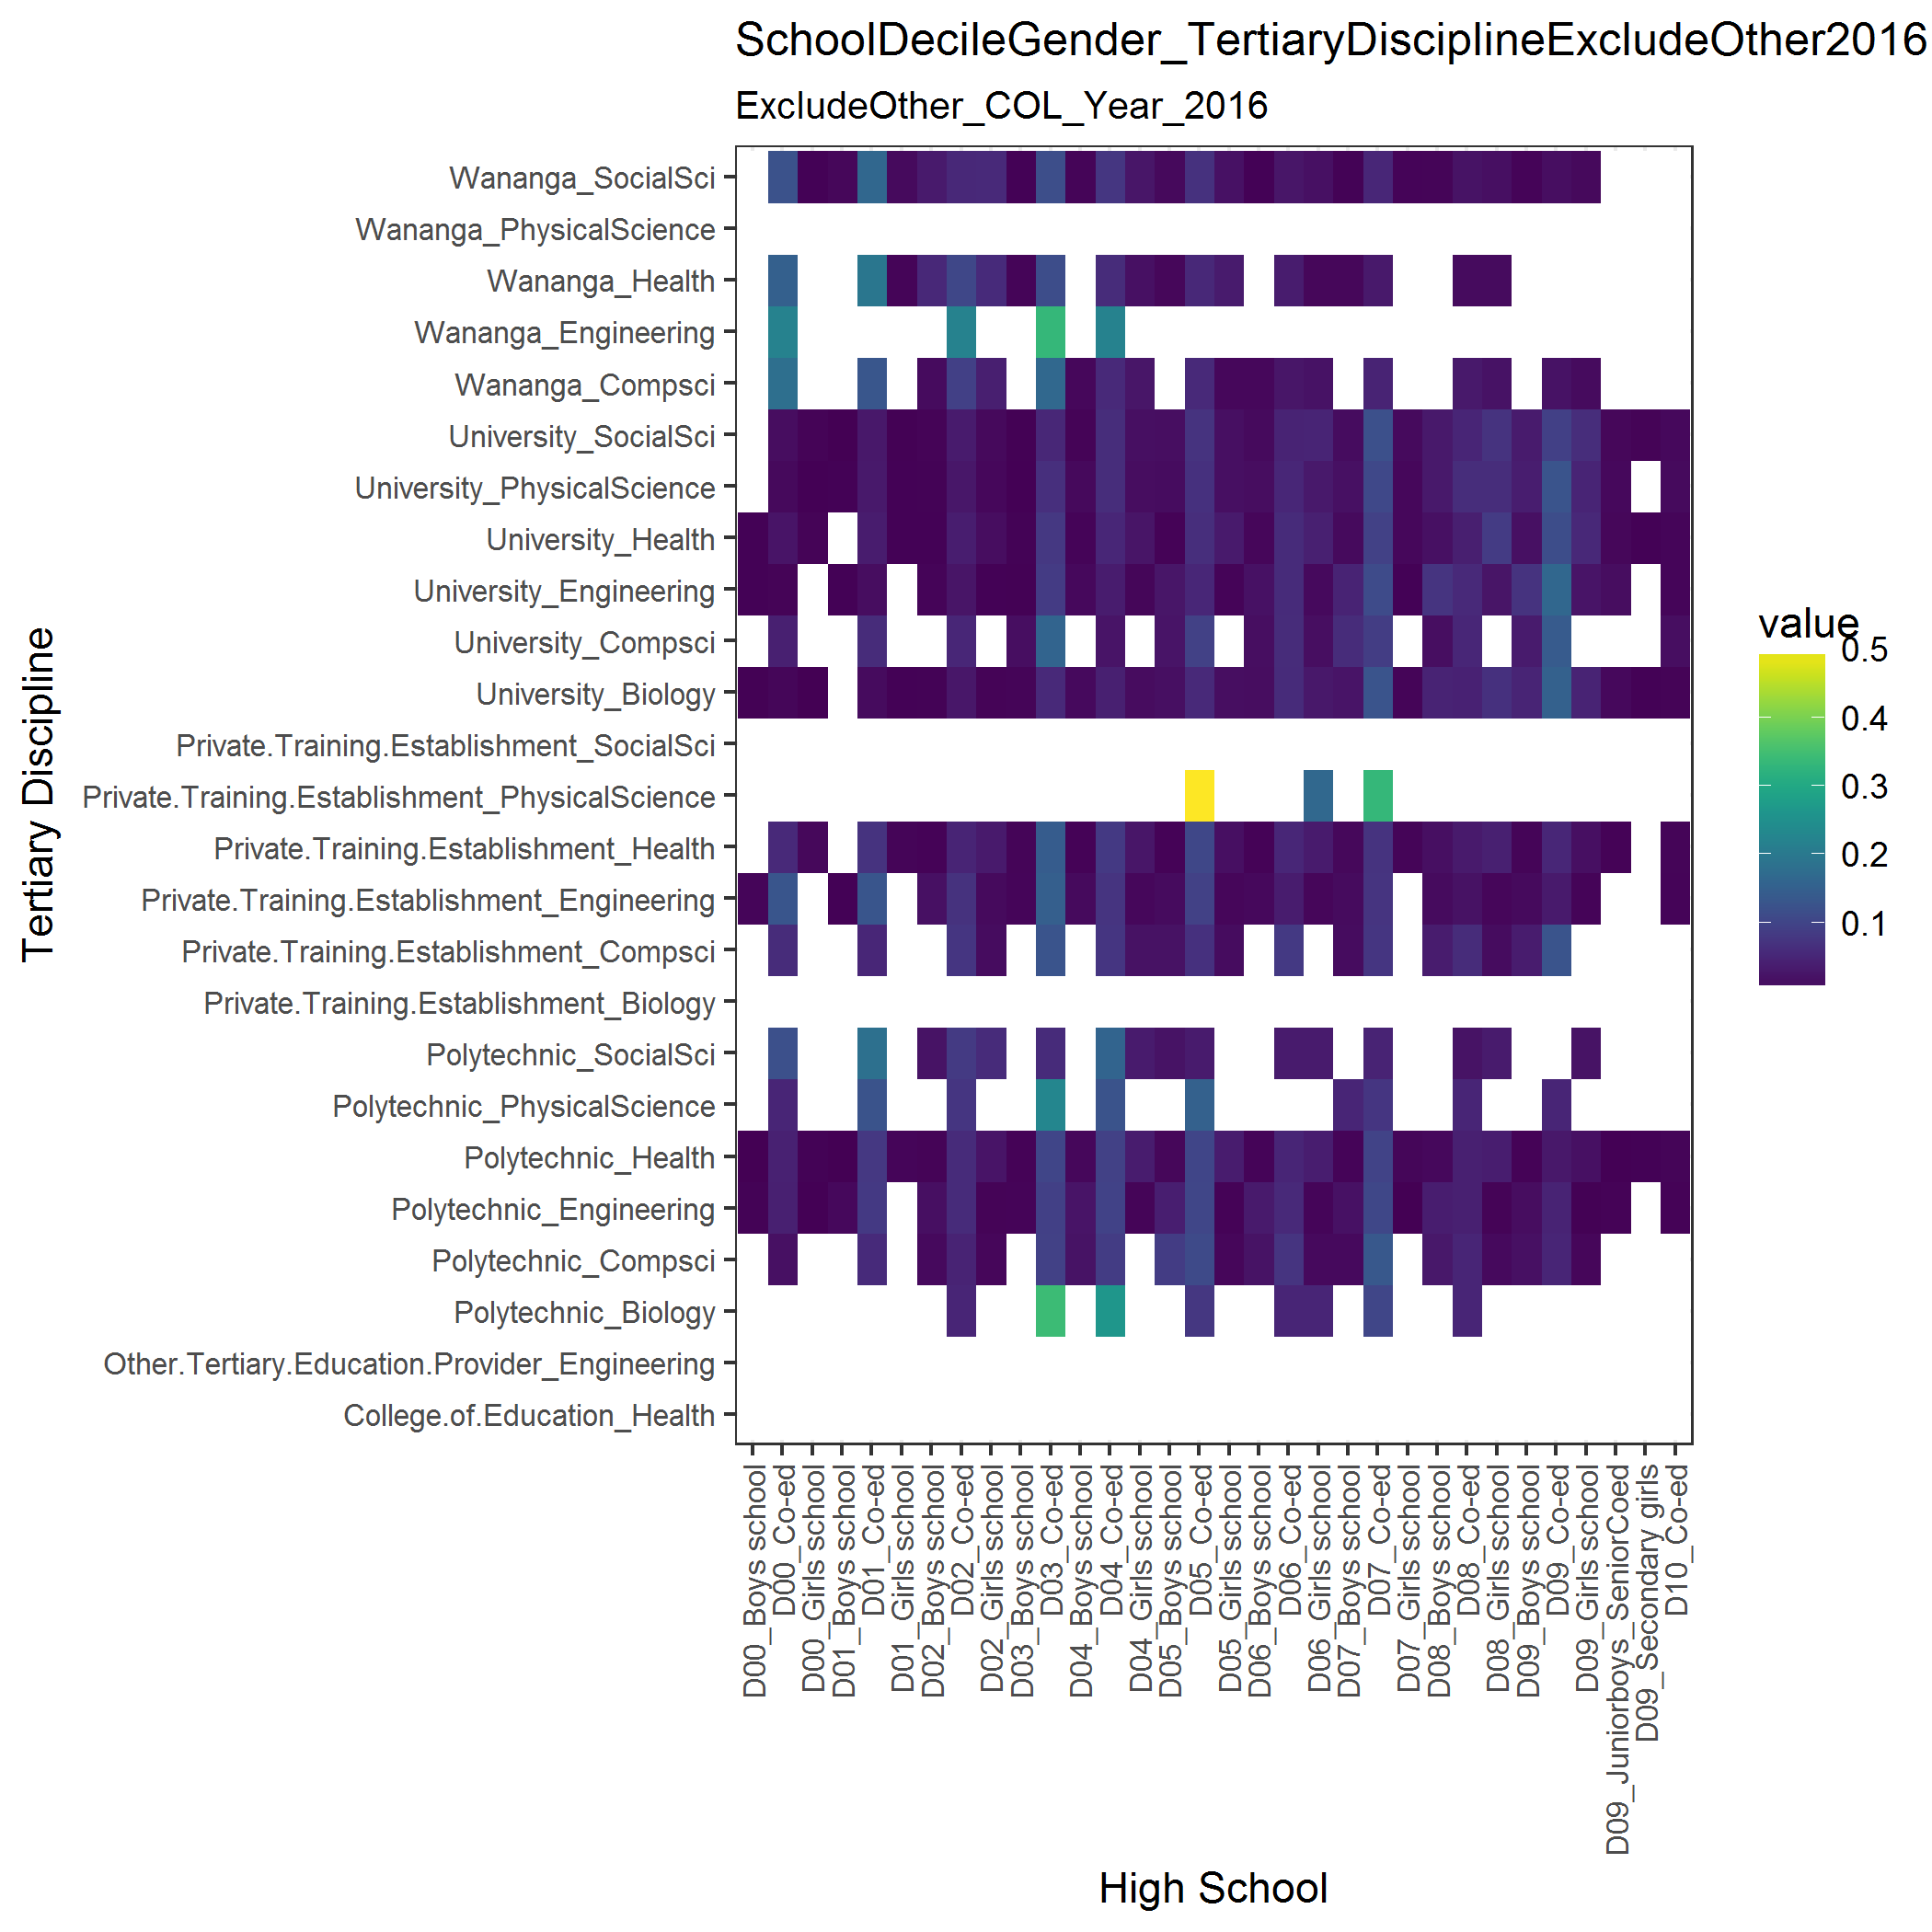 SchoolDecileGender_TertiaryDisciplineExcludeOther2016
ExcludeOther_COL_Year_2016
Tertiary Discipline
Wananga_SocialSci
Wananga_PhysicalScience
Wananga_Health
Wananga_Engineering
Wananga_Compsci
University_SocialSci
University_PhysicalScience
University_Health
University_Engineering
University_Compsci
University_Biology
Private.Training.Establishment_SocialSci
Private.Training.Establishment_PhysicalScience
Private.Training.Establishment_Health
Private.Training.Establishment_Engineering
Private.Training.Establishment_Compsci
Private.Training.Establishment_Biology
Polytechnic_SocialSci
Polytechnic_PhysicalScience
Polytechnic_Health
Polytechnic_Engineering
Polytechnic_Compsci
Polytechnic_Biology
Other.Tertiary.Education.Provider_Engineering
College.of.Education_Health
D00_Boys school
D00_Co-ed
D00_Girls school
D01_Boys school
D01_Co-ed
D01_Girls school
D02_Boys school
D02_Co-ed
D02_Girls school
D03_Boys school
D03_Co-ed
D04_Boys school
D04_Co-ed
D04_Girls school
D05_Boys school
D05_Co-ed
D05_Girls school
D06_Boys school
D06_Co-ed
D06_Girls school
D07_Boys school
D07_Co-ed
D07_Girls school
D08_Boys school
D08_Co-ed
D08_Girls school
D09_Boys school
D09_Co-ed
D09_Girls school
D09_Juniorboys_SeniorCoed
D09_Secondary girls
D10_Co-ed
High School
value
0.5
0.4
0.3
0.2
0.1